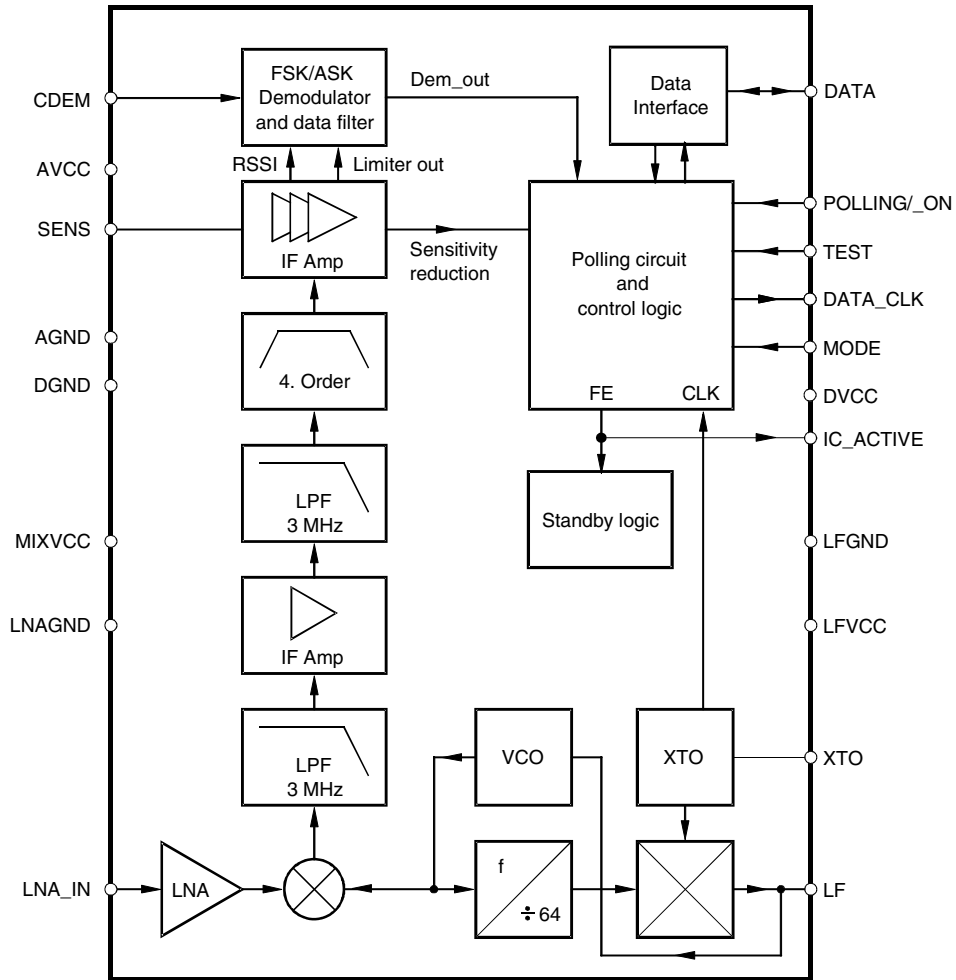 CDEM
AVCC
SENS
AGND
DGND
MIXVCC
LNAGND
LNA_IN
FSK/ASK
Demodulator
and data filter
Dem_out
RSSI
Limiter out
IF Amp
Sensitivity
reduction
4. Order
LPF
3 MHz
IF Amp
LPF
3 MHz
LNA
VCO
f
÷ 64
XTO
Data
Interface
Polling circuit
and
control logic
FE
CLK
Standby logic
DATA
POLLING/_ON
TEST
DATA_CLK
MODE
DVCC
IC_ACTIVE
LFGND
LFVCC
XTO
LF